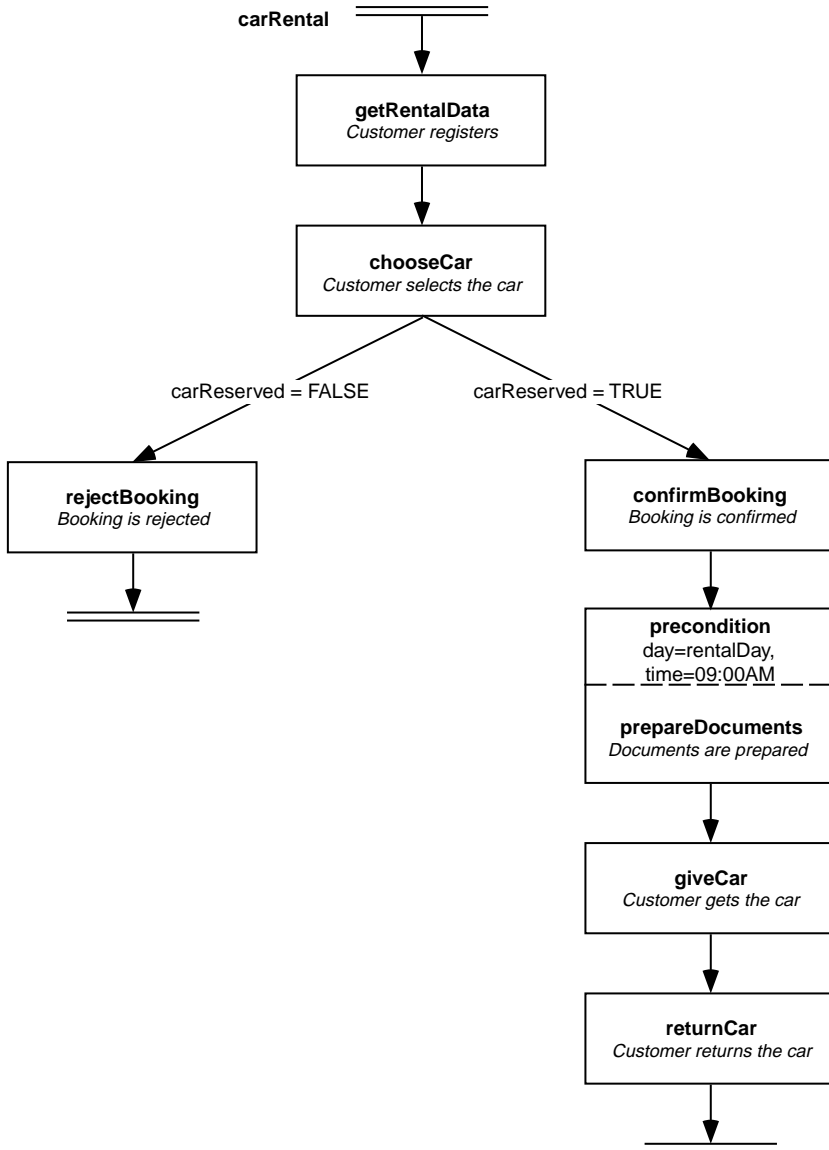 carRental
getRentalData
Customer registers
chooseCar
Customer selects the car
carReserved = FALSE
carReserved = TRUE
rejectBooking
Booking is rejected
confirmBooking
Booking is confirmed
precondition
day=rentalDay,
time=09:00AM
prepareDocuments
Documents are prepared
giveCar
Customer gets the car
returnCar
Customer returns the car